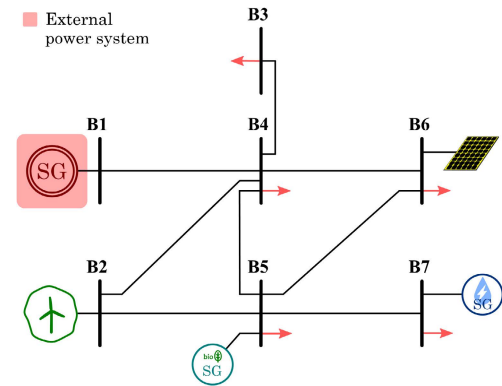 External
power system
B3
B1
B4
B6
SG
B2
B5
B7
SG
bio
SG